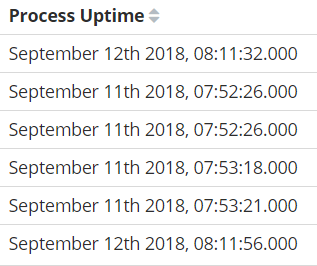 Process Uptime
September 12th 2018, 08:11:32.000
September 11th 2018, 07:52:26.000
September 11th 2018, 07:52:26.000
September 11th 2018, 07:53:18.000
September 11th 2018, 07:53:21.000
September 12th 2018, 08:11:56.000